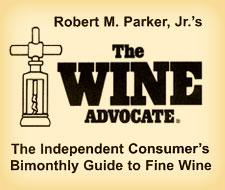 Robert M. Parker, Jr.'s
The
WINE
ADVOCATE®
The Independent Consumer's
Bimonthly Guide to Fine Wine